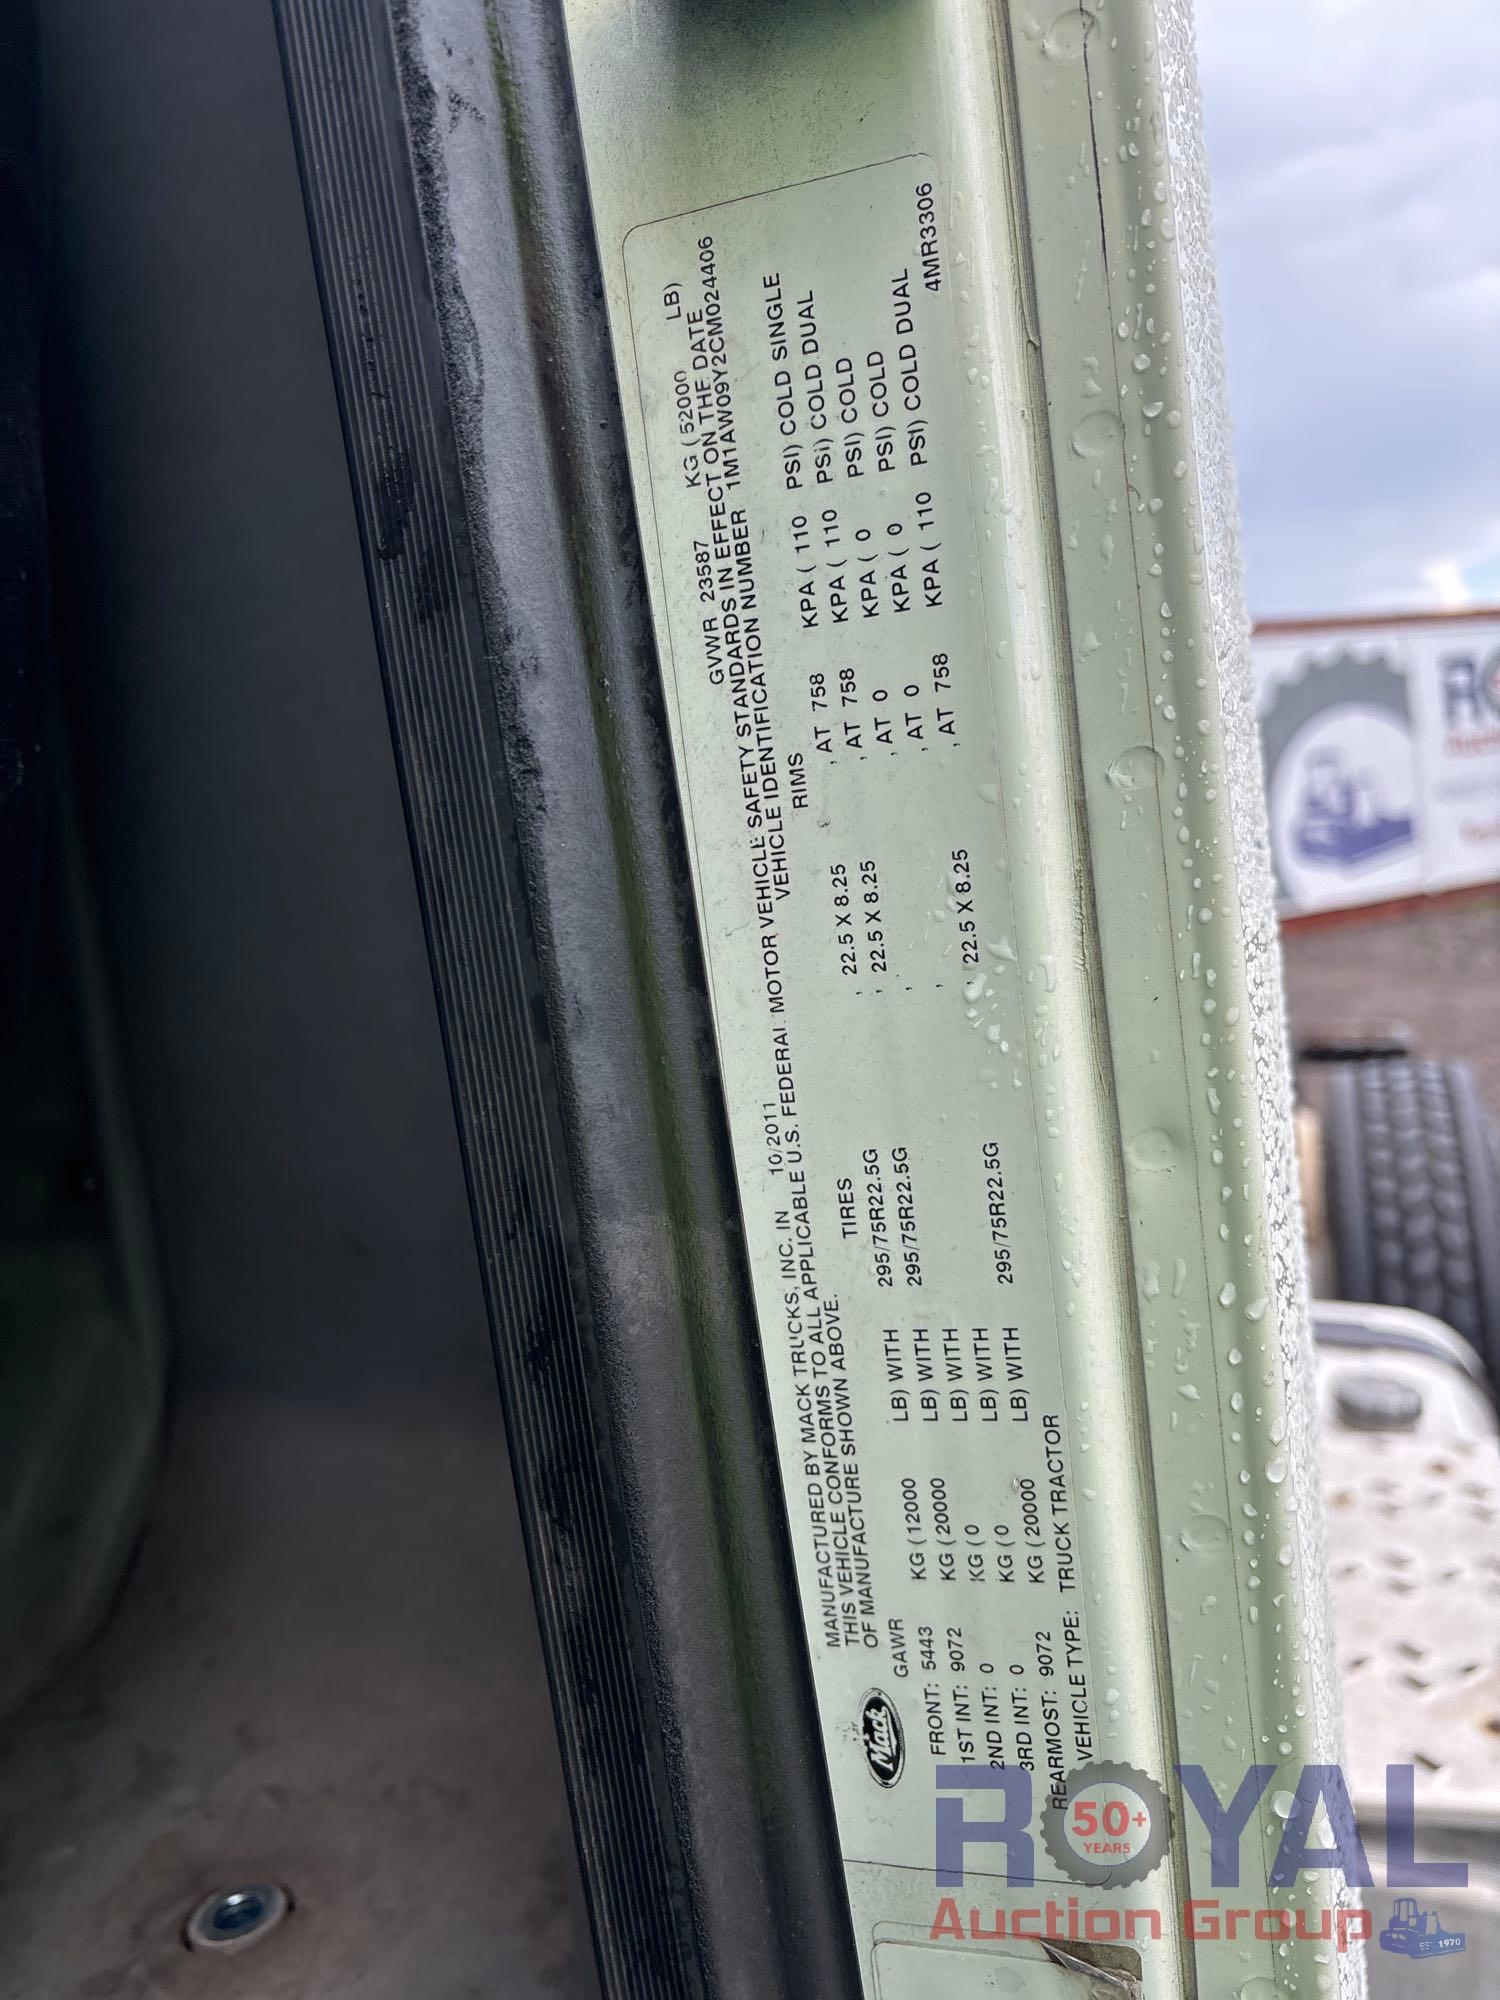 GVWR 23587 KG (52000 LB)
MANUFACTURED BY MACK TRUCKS, INC. IN 10/2011
THIS VEHICLE CONFORMS TO ALL APPLICABLE U.S. FEDERAL MOTOR VEHICLE SAFETY STANDARDS IN EFFECT ON THE DATE
OF MANUFACTURE SHOWN ABOVE. VEHICLE IDENTIFICATION NUMBER 1M1AW09Y2CM024406
Mack
GAWR TIRES RIMS
FRONT: 5443 KG (12000 LB) WITH 295/75R22.5G , 22.5 X 8.25 , AT 758 KPA ( 110 PSI) COLD SINGLE
1ST INT: 9072 KG (20000 LB) WITH 295/75R22.5G , 22.5 X 8.25 , AT 758 KPA ( 110 PSI) COLD DUAL
2ND INT: 0 KG (0 LB) WITH , , AT 0 KPA ( 0 PSI) COLD
3RD INT: 0 KG (0 LB) WITH , , AT 0 KPA ( 0 PSI) COLD
REARMOST: 9072 KG (20000 LB) WITH 295/75R22.5G , 22.5 X 8.25 , AT 758 KPA ( 110 PSI) COLD DUAL
VEHICLE TYPE: TRUCK TRACTOR 4MR3306
ROYAL
50+
YEARS
Auction Group
EST. 1970